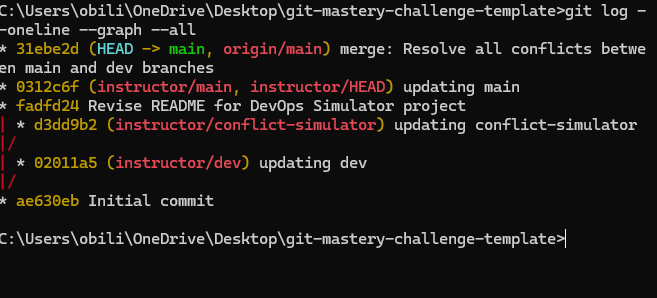 C:\Users\obili\OneDrive\Desktop\git-mastery-challenge-template>git log -
-oneline --graph --all
* 31ebe2d (HEAD -> main, origin/main) merge: Resolve all conflicts betwe
en main and dev branches
* 0312c6f (instructor/main, instructor/HEAD) updating main
* fadfd24 Revise README for DevOps Simulator project
| * d3dd9b2 (instructor/conflict-simulator) updating conflict-simulator
|/
| * 02011a5 (instructor/dev) updating dev
|/
* ae630eb Initial commit
C:\Users\obili\OneDrive\Desktop\git-mastery-challenge-template>